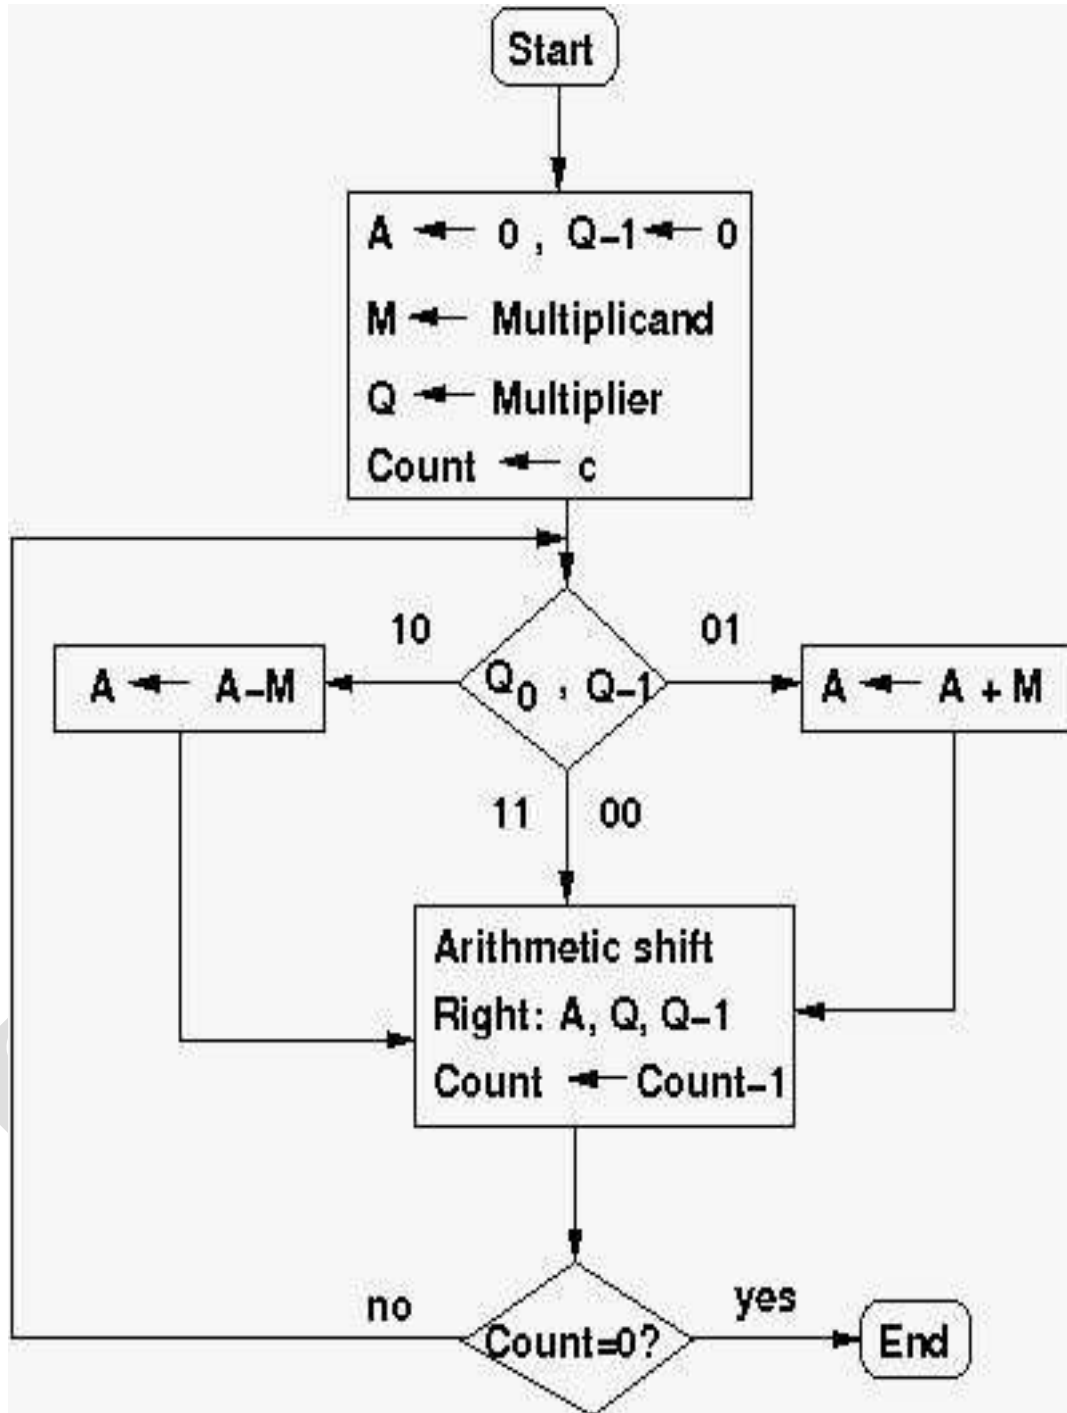 Start
A ← 0 , Q-1 ← 0
M ← Multiplicand
Q ← Multiplier
Count ← c
10
01
A ← A-M
Q0 , Q-1
A ← A + M
11 00
Arithmetic shift
Right: A, Q, Q-1
Count ← Count-1
no
yes
Count=0?
End